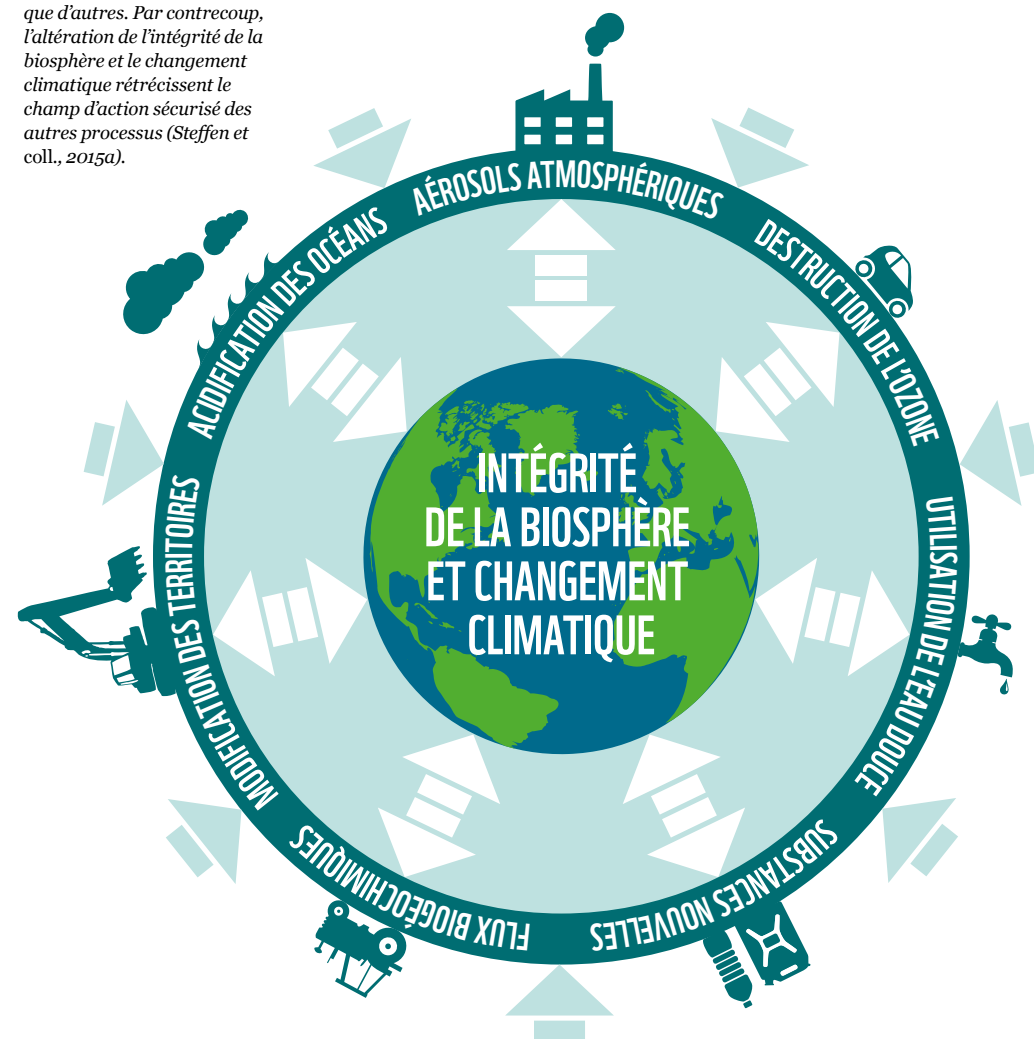 que d’autres. Par contrecoup,
l’altération de l’intégrité de la
biosphère et le changement
climatique rétrécissent le
champ d’action sécurisé des
autres processus (Steffen et
coll., 2015a).
AÉROSOLS ATMOSPHÉRIQUES
DESTRUCTION DE L’OZONE
UTILISATION DE L’EAU DOUCE
SUBSTANCES NOUVELLES
FLUX BIOGÉOCHIMIQUES
MODIFICATION DES TERRITOIRES
ACIDIFICATION DES OCÉANS
INTÉGRITÉ
DE LA BIOSPHÈRE
ET CHANGEMENT
CLIMATIQUE